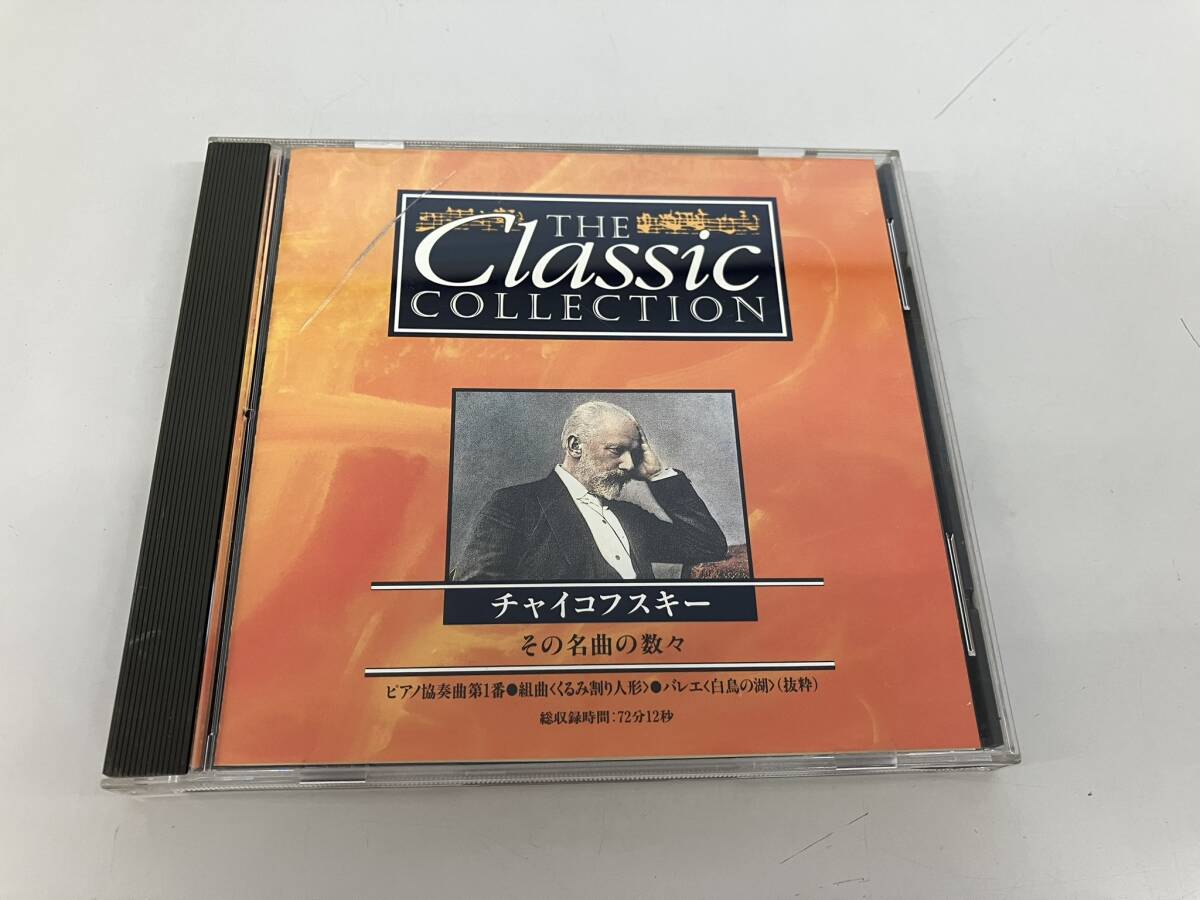 THE
Classic
COLLECTION
チャイコフスキー
その名曲の数々
ピアノ協奏曲第1番●組曲〈くるみ割り人形〉●バレエ〈白鳥の湖〉(抜粋)
総収録時間:72分12秒